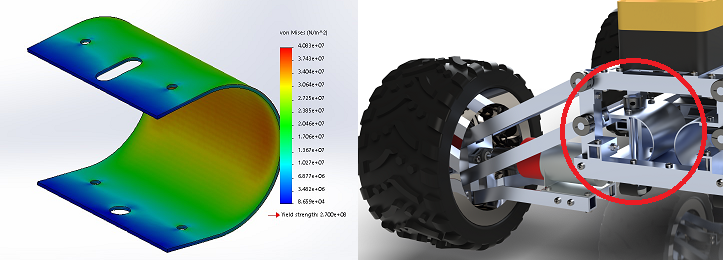 von Mises (N/m^2)
4.083e+07
3.743e+07
3.404e+07
3.064e+07
2.725e+07
2.385e+07
2.046e+07
1.706e+07
1.367e+07
1.027e+07
6.877e+06
3.482e+06
8.659e+04
Yield strength: 2.700e+08